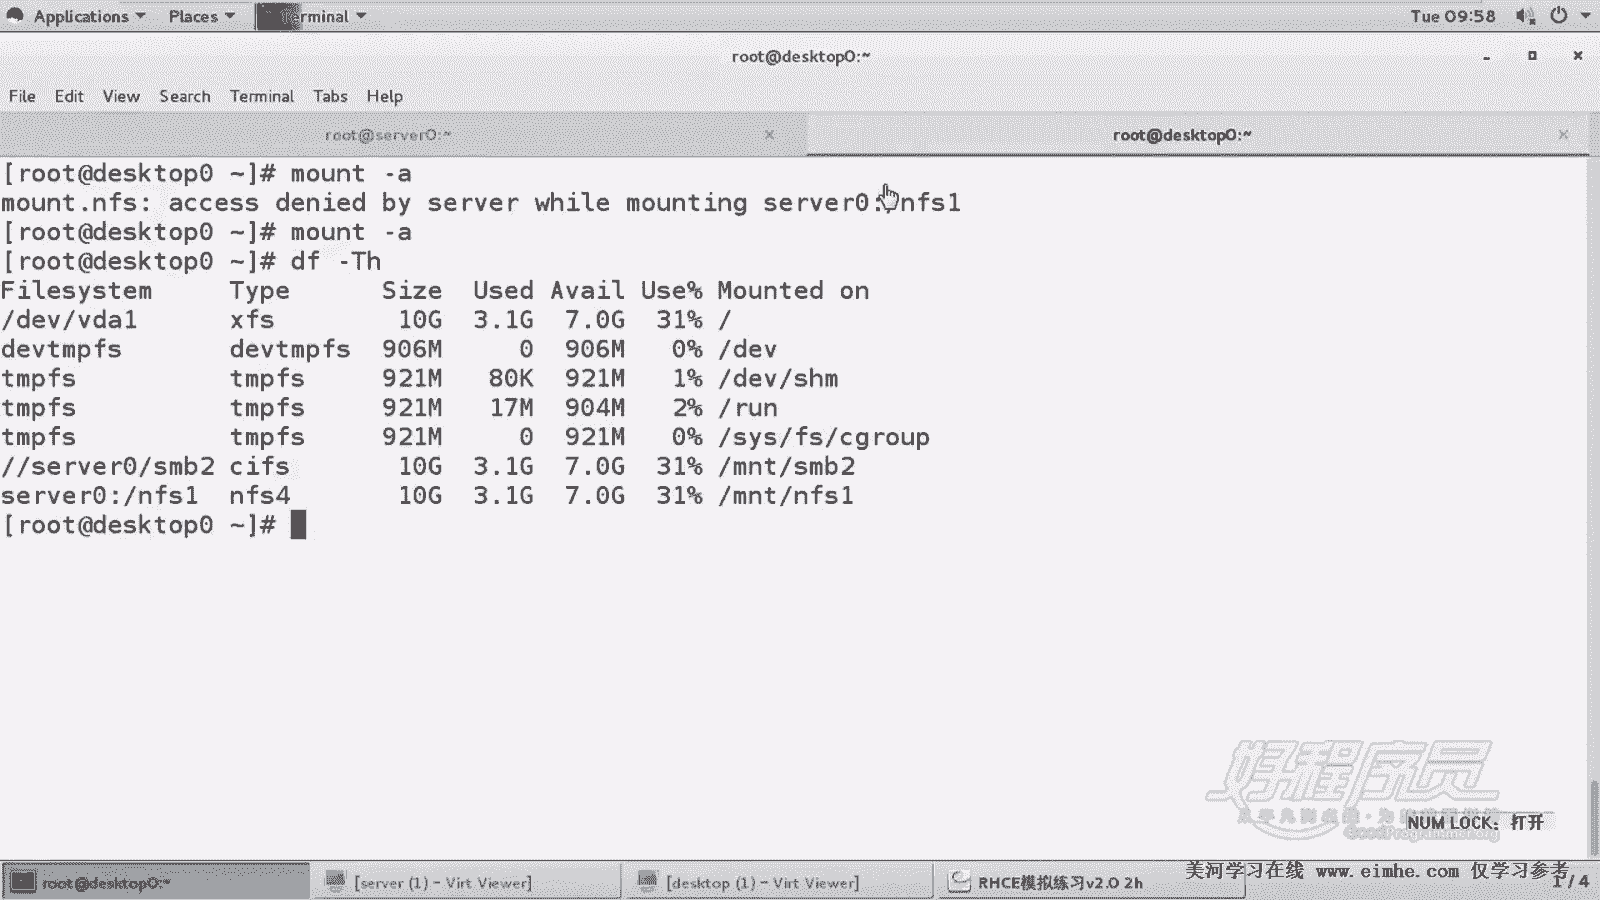 Applications Places Terminal Tue 09:58
root@desktop0:~
File Edit View Search Terminal Tabs Help
root@server0:~ root@desktop0:~
[root@desktop0 ~]# mount -a
mount.nfs: access denied by server while mounting server0:/nfs1
[root@desktop0 ~]# mount -a
[root@desktop0 ~]# df -Th
Filesystem Type Size Used Avail Use% Mounted on
/dev/vda1 xfs 10G 3.1G 7.0G 31% /
devtmpfs devtmpfs 906M 0 906M 0% /dev
tmpfs tmpfs 921M 80K 921M 1% /dev/shm
tmpfs tmpfs 921M 17M 904M 2% /run
tmpfs tmpfs 921M 0 921M 0% /sys/fs/cgroup
//server0/smb2 cifs 10G 3.1G 7.0G 31% /mnt/smb2
server0:/nfs1 nfs4 10G 3.1G 7.0G 31% /mnt/nfs1
[root@desktop0 ~]#
好程序员
NUM LOCK: 打开
root@desktop0:~ [server (1) - Virt Viewer] [desktop (1) - Virt Viewer] RHCE模拟练习v2.0 2h 1 / 4
美河学习在线 www.eimhe.com 仅学习参考